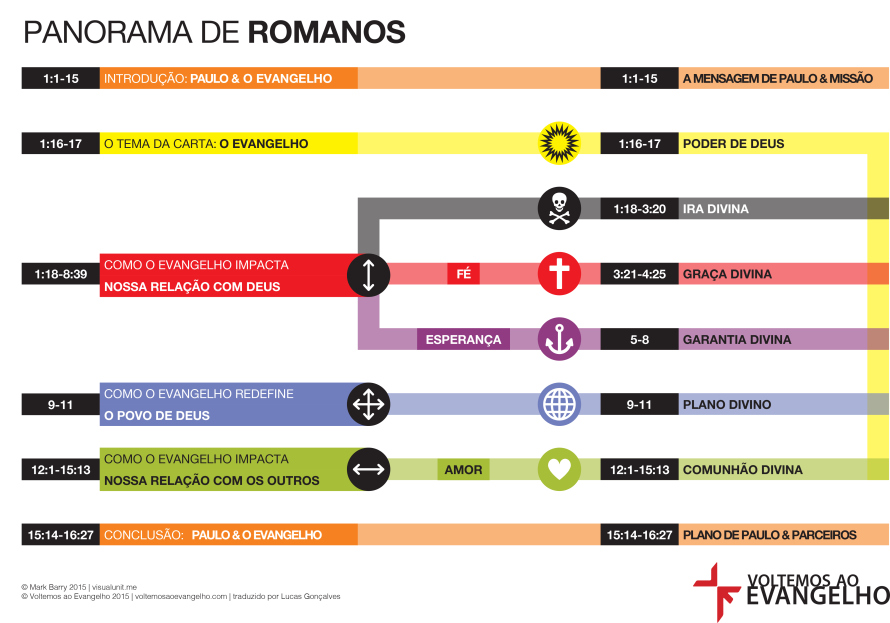 PANORAMA DE ROMANOS
1:1-15 INTRODUÇÃO: PAULO & O EVANGELHO 1:1-15 A MENSAGEM DE PAULO & MISSÃO
1:16-17 O TEMA DA CARTA: O EVANGELHO 1:16-17 PODER DE DEUS
1:18-3:20 IRA DIVINA
COMO O EVANGELHO IMPACTA
1:18-8:39 FÉ 3:21-4:25 GRAÇA DIVINA
NOSSA RELAÇÃO COM DEUS
ESPERANÇA 5-8 GARANTIA DIVINA
COMO O EVANGELHO REDEFINE
9-11 9-11 PLANO DIVINO
O POVO DE DEUS
COMO O EVANGELHO IMPACTA
12:1-15:13 AMOR 12:1-15:13 COMUNHÃO DIVINA
NOSSA RELAÇÃO COM OS OUTROS
15:14-16:27 CONCLUSÃO: PAULO & O EVANGELHO 15:14-16:27 PLANO DE PAULO & PARCEIROS
© Mark Barry 2015 | visualunit.me
© Voltemos ao Evangelho 2015 | voltemosaoevangelho.com | traduzido por Lucas Gonçalves
VOLTEMOS AO
EVANGELHO